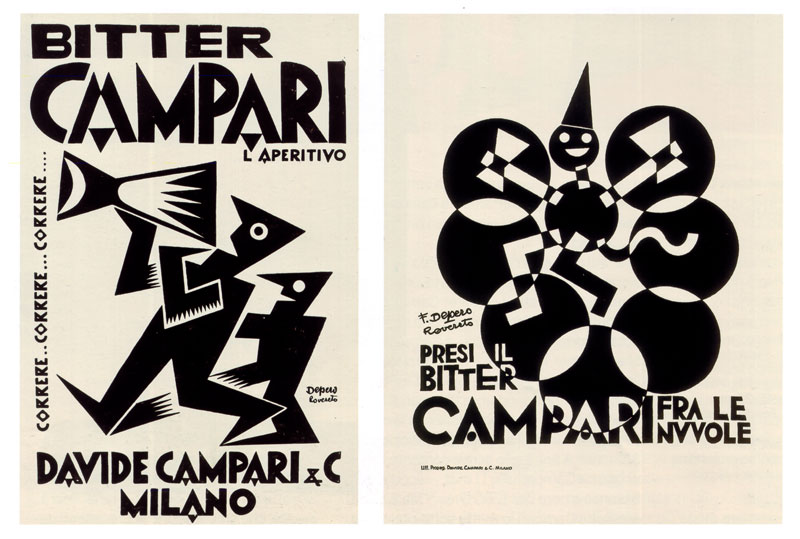 BITTER
CAMPARI
L'APERITIVO
CORRERE.. CORRERE... CORRERE....
Depero
Rovereto
DAVIDE CAMPARI & C
MILANO
F. Depero
Rovereto
PRESI IL
BITTER
CAMPARI FRA LE
NVVOLE
LIT. PROPAG. DAVIDE CAMPARI & C. MILANO